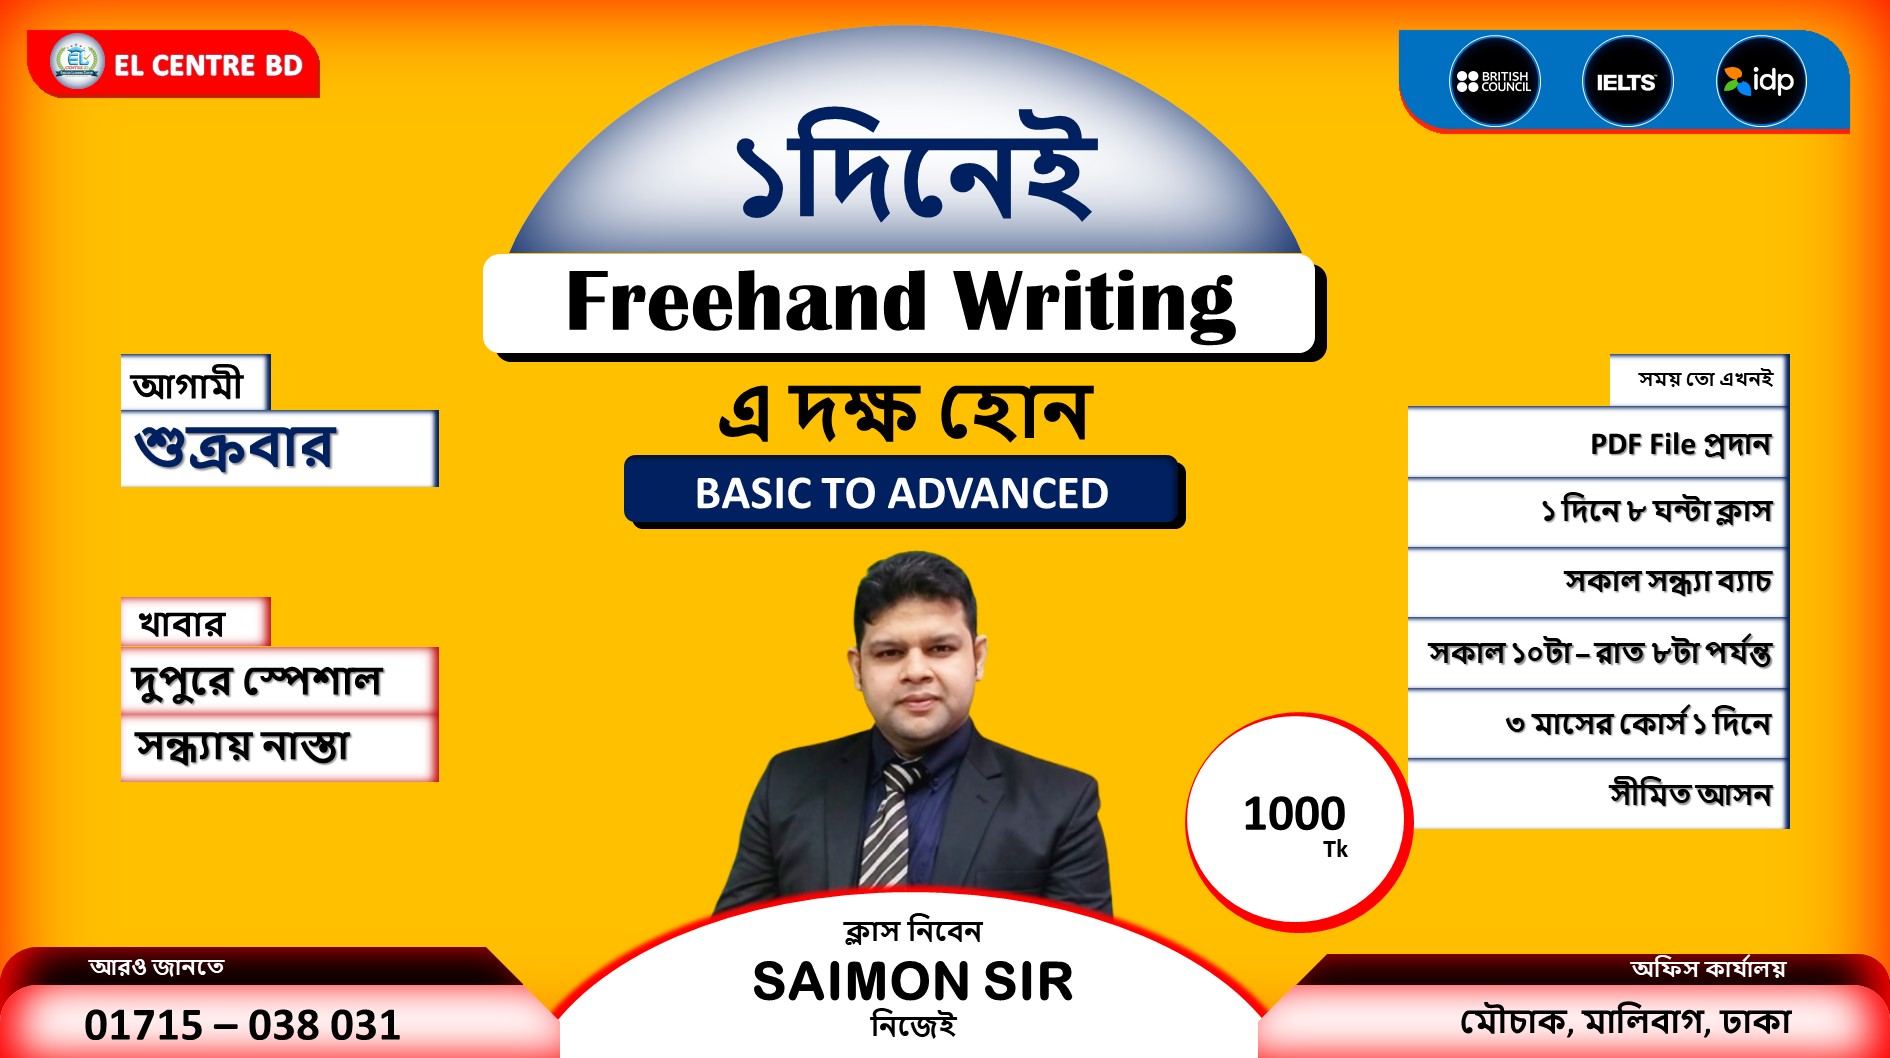 EL CENTRE BD
BRITISH
COUNCIL
IELTS
idp
১দিনেই
Freehand Writing
এ দক্ষ হোন
BASIC TO ADVANCED
আগামী
শুক্রবার
খাবার
দুপুরে স্পেশাল
সন্ধ্যায় নাস্তা
সময় তো এখনই
PDF File প্রদান
১ দিনে ৮ ঘন্টা ক্লাস
সকাল সন্ধ্যা ব্যাচ
সকাল ১০টা – রাত ৮টা পর্যন্ত
৩ মাসের কোর্স ১ দিনে
সীমিত আসন
1000
Tk
ক্লাস নিবেন
SAIMON SIR
নিজেই
আরও জানতে
01715 – 038 031
অফিস কার্যালয়
মৌচাক, মালিবাগ, ঢাকা